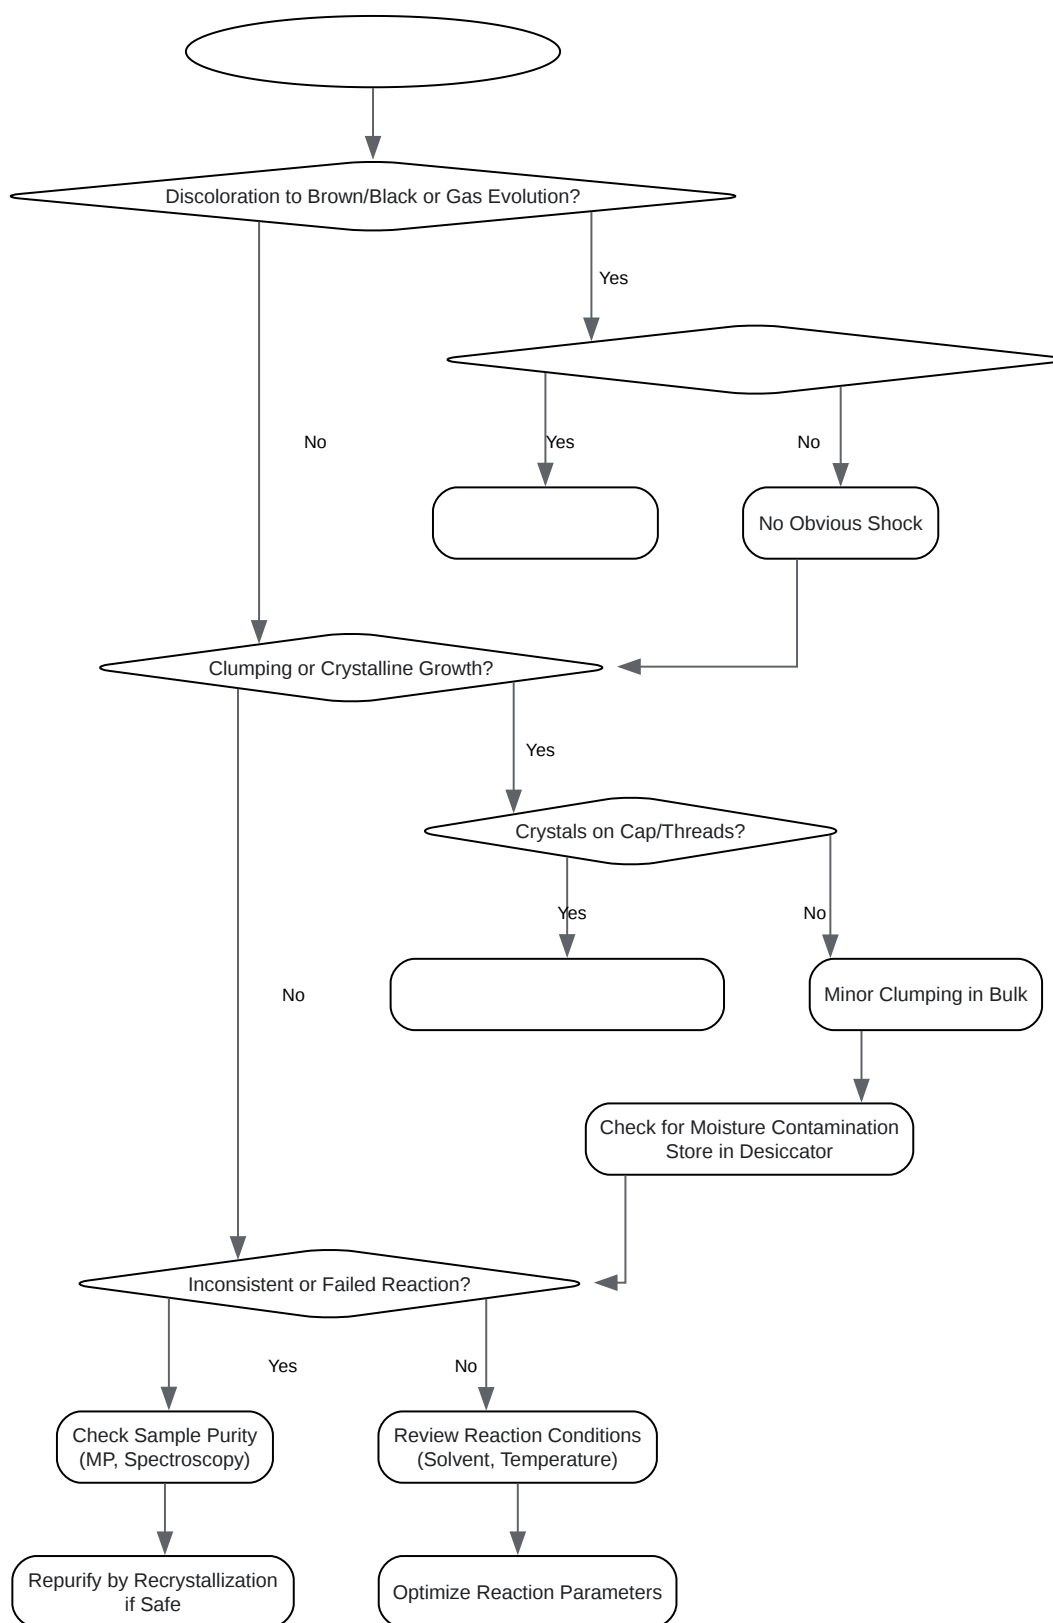 Discoloration to Brown/Black or Gas Evolution?
Yes
No
Yes
No
No Obvious Shock
Clumping or Crystalline Growth?
Yes
Crystals on Cap/Threads?
Yes
No
No
Minor Clumping in Bulk
Check for Moisture Contamination
Store in Desiccator
Inconsistent or Failed Reaction?
Yes
No
Check Sample Purity
(MP, Spectroscopy)
Review Reaction Conditions
(Solvent, Temperature)
Repurify by Recrystallization
if Safe
Optimize Reaction Parameters